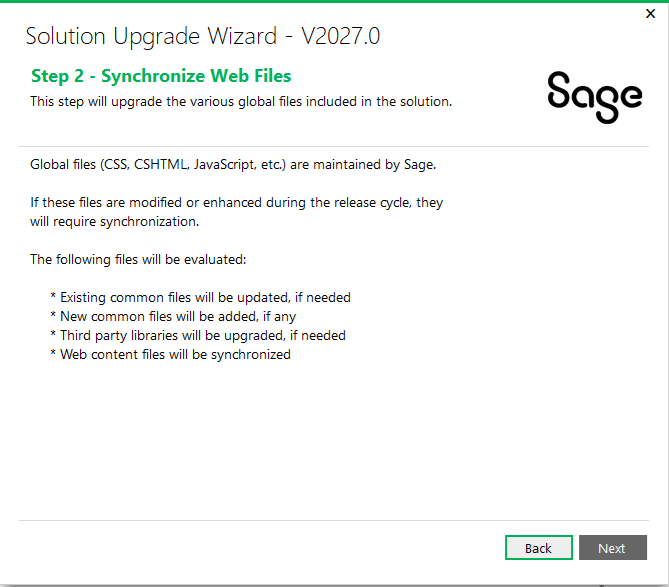 Solution Upgrade Wizard - V2027.0
Step 2 - Synchronize Web Files
This step will upgrade the various global files included in the solution.
Sage
Global files (CSS, CSHTML, JavaScript, etc.) are maintained by Sage.
If these files are modified or enhanced during the release cycle, they
will require synchronization.
The following files will be evaluated:
* Existing common files will be updated, if needed
* New common files will be added, if any
* Third party libraries will be upgraded, if needed
* Web content files will be synchronized
Back
Next